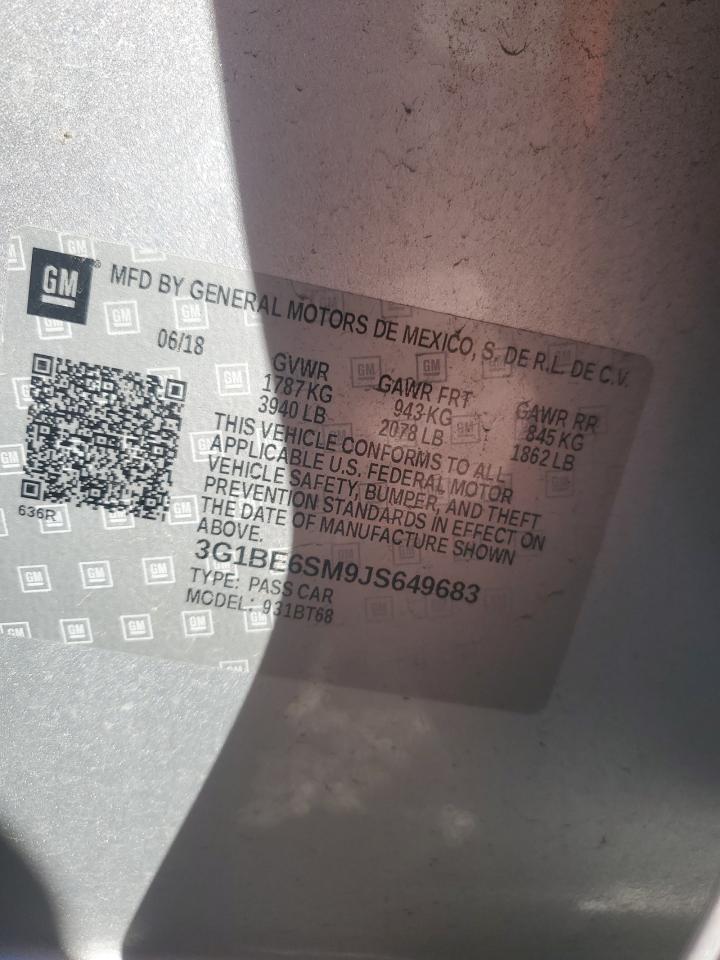 GM® MFD BY GENERAL MOTORS DE MEXICO, S. DE R.L. DE C.V.
06/18
GVWR GAWR FRT GAWR RR
1787 KG 943 KG 845 KG
3940 LB 2078 LB 1862 LB
THIS VEHICLE CONFORMS TO ALL
APPLICABLE U.S. FEDERAL MOTOR
VEHICLE SAFETY, BUMPER, AND THEFT
PREVENTION STANDARDS IN EFFECT ON
THE DATE OF MANUFACTURE SHOWN
ABOVE.
636R
3G1BE6SM9JS649683
TYPE: PASS CAR
MODEL: 931BT68